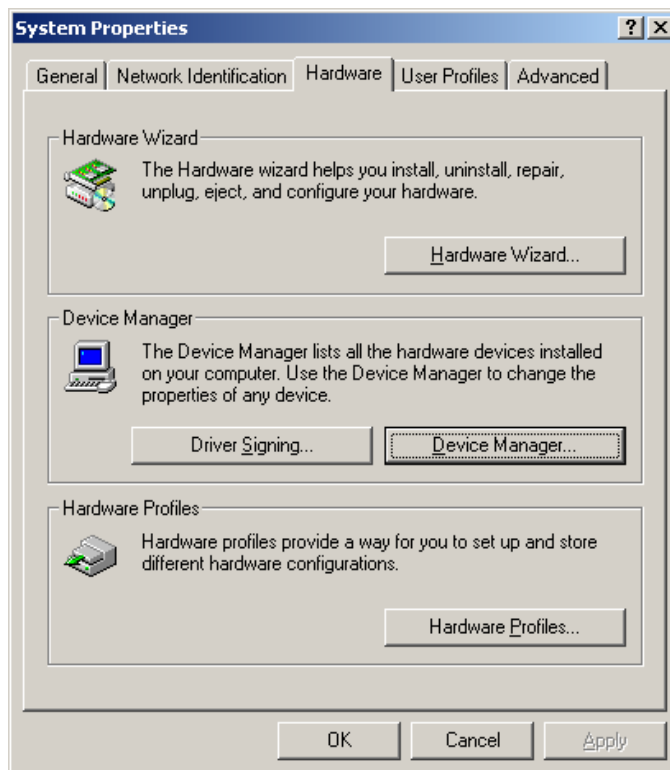 System Properties
General
Network Identification
Hardware
User Profiles
Advanced
Hardware Wizard
The Hardware wizard helps you install, uninstall, repair,
unplug, eject, and configure your hardware.
Hardware Wizard...
Device Manager
The Device Manager lists all the hardware devices installed
on your computer. Use the Device Manager to change the
properties of any device.
Driver Signing...
Device Manager...
Hardware Profiles
Hardware profiles provide a way for you to set up and store
different hardware configurations.
Hardware Profiles...
OK
Cancel
Apply